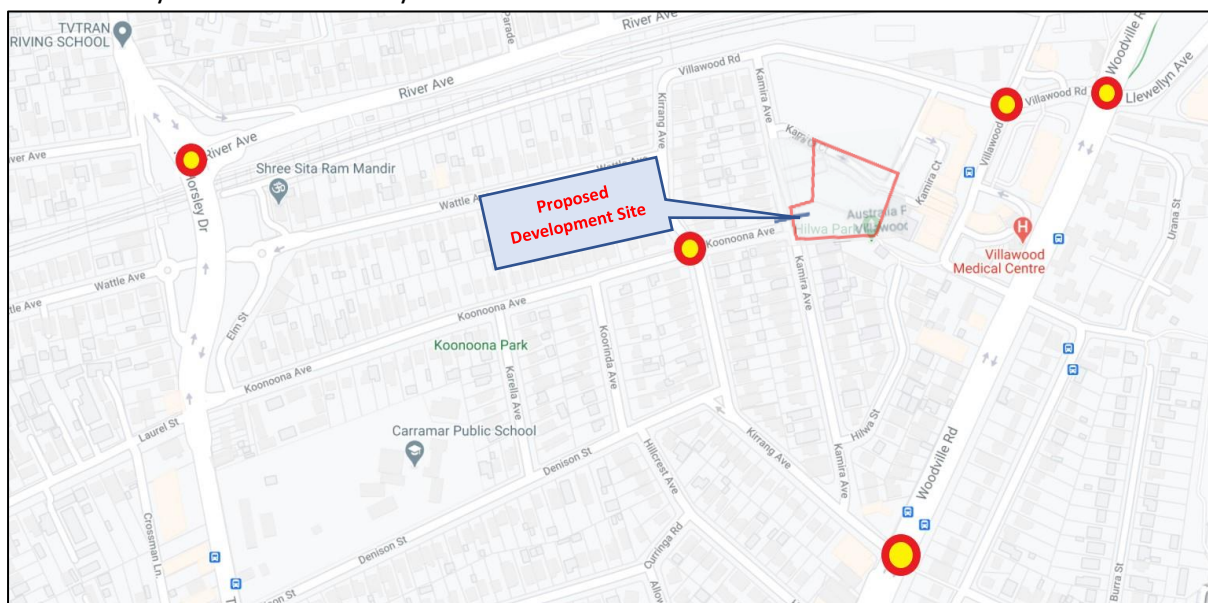 TVTRAN
RIVING SCHOOL
River Ave
Parade
River Ave
Villawood Rd
Kirrang Ave
Kamira Ave
Woodville Rd
Villawood Rd
Llewellyn Ave
Villawood
River Ave
Shree Sita Ram Mandir
Wattle Ave
Wattle Ave
Kamira Ct
Proposed
Development Site
Hilwa Park
Villawood
Koonoona Ave
Urana St
Villawood
Medical Centre
Wattle Ave
Elm St
Kamira Ave
Koonoona Ave
Koonoona Park
Koorinda Ave
Karella Ave
Koonoona Ave
Laurel St
Carramar Public School
Hilwa St
Woodville Rd
Denison St
Kirrang Ave
Kamira Ave
Hillcrest Ave
Crossman Ln.
Denison St
Curringa Rd
Burra St
Denison St